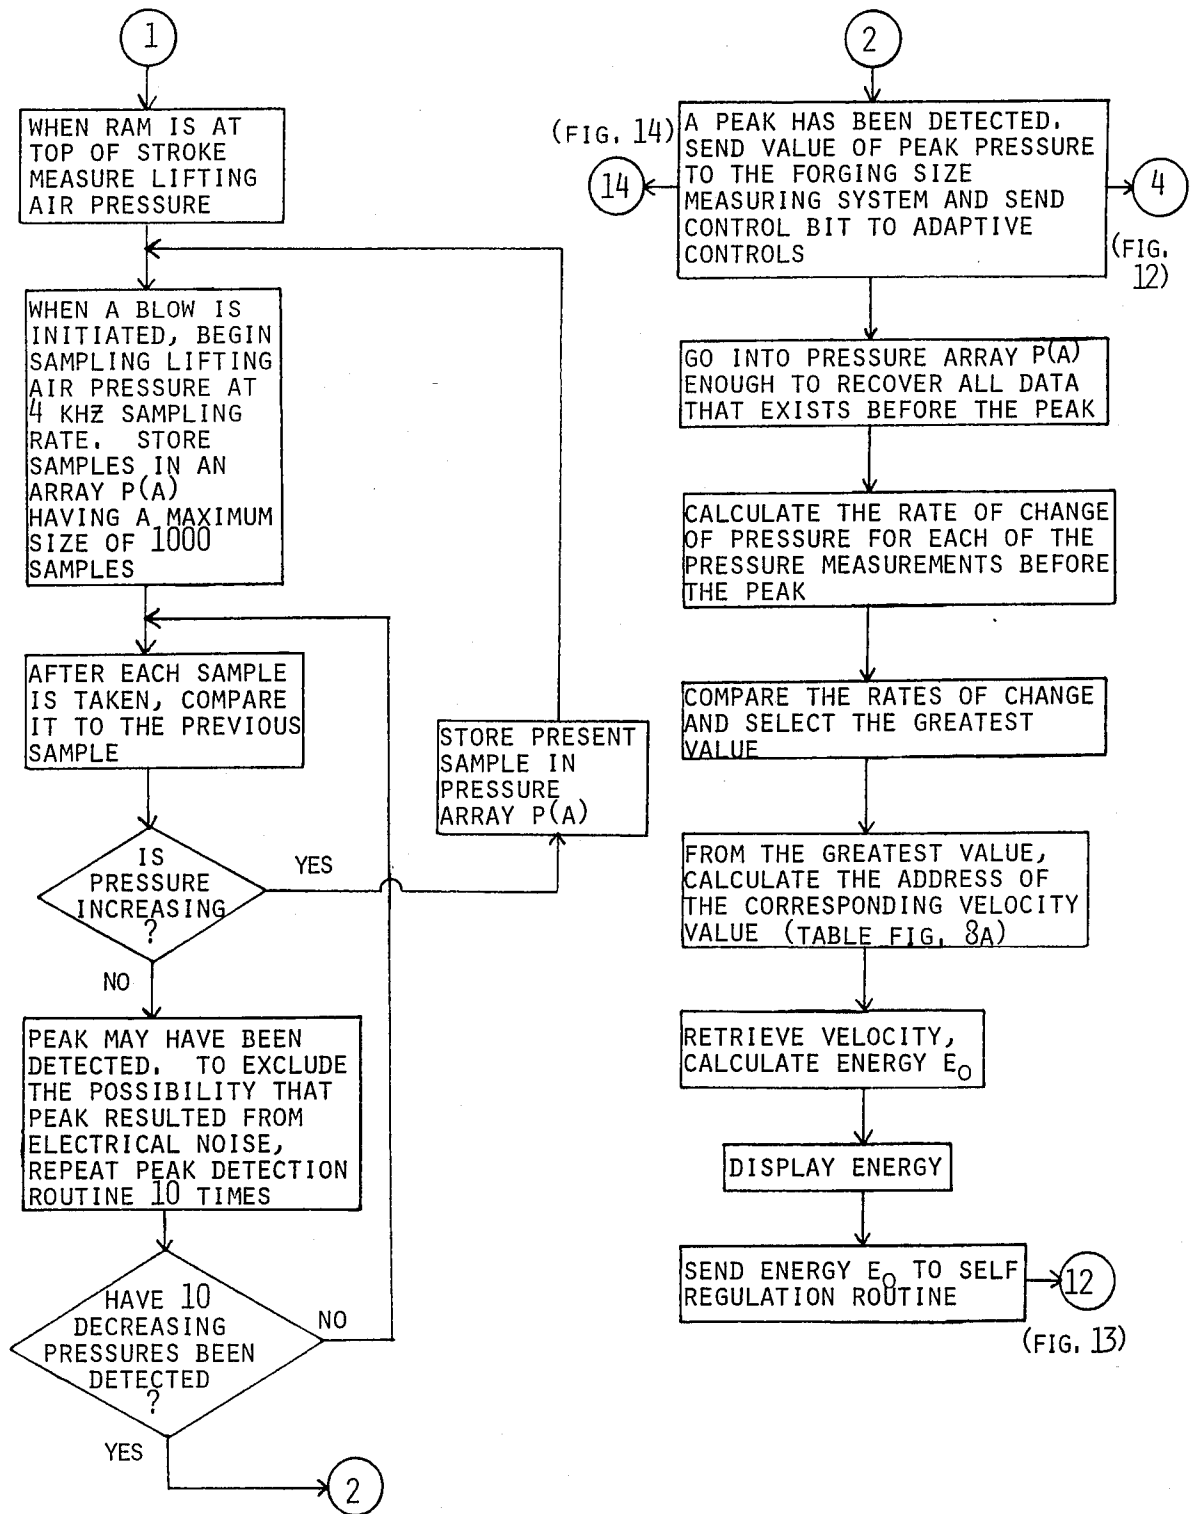 1
WHEN RAM IS AT
TOP OF STROKE
MEASURE LIFTING
AIR PRESSURE
WHEN A BLOW IS
INITIATED, BEGIN
SAMPLING LIFTING
AIR PRESSURE AT
4 KHZ SAMPLING
RATE. STORE
SAMPLES IN AN
ARRAY P(A)
HAVING A MAXIMUM
SIZE OF 1000
SAMPLES
AFTER EACH SAMPLE
IS TAKEN, COMPARE
IT TO THE PREVIOUS
SAMPLE
STORE PRESENT
SAMPLE IN
PRESSURE
ARRAY P(A)
IS
PRESSURE
INCREASING
?
YES
NO
PEAK MAY HAVE BEEN
DETECTED. TO EXCLUDE
THE POSSIBILITY THAT
PEAK RESULTED FROM
ELECTRICAL NOISE,
REPEAT PEAK DETECTION
ROUTINE 10 TIMES
HAVE 10
DECREASING
PRESSURES BEEN
DETECTED
?
NO
YES
2
2
(FIG. 14)
14
A PEAK HAS BEEN DETECTED.
SEND VALUE OF PEAK PRESSURE
TO THE FORGING SIZE
MEASURING SYSTEM AND SEND
CONTROL BIT TO ADAPTIVE
CONTROLS
4
(FIG.
12)
GO INTO PRESSURE ARRAY P(A)
ENOUGH TO RECOVER ALL DATA
THAT EXISTS BEFORE THE PEAK
CALCULATE THE RATE OF CHANGE
OF PRESSURE FOR EACH OF THE
PRESSURE MEASUREMENTS BEFORE
THE PEAK
COMPARE THE RATES OF CHANGE
AND SELECT THE GREATEST
VALUE
FROM THE GREATEST VALUE,
CALCULATE THE ADDRESS OF
THE CORRESPONDING VELOCITY
VALUE (TABLE FIG. 8A)
RETRIEVE VELOCITY,
CALCULATE ENERGY EO
DISPLAY ENERGY
SEND ENERGY EO TO SELF
REGULATION ROUTINE
12
(FIG. 13)